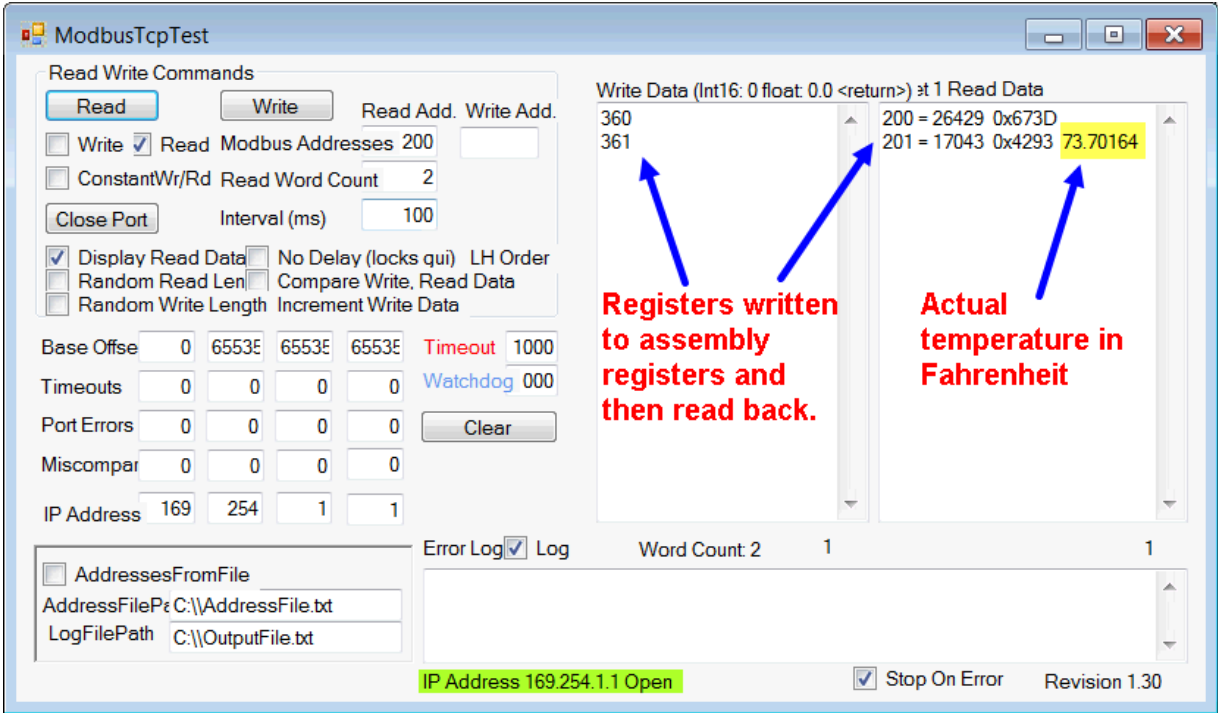 ModbusTcpTest
Read Write Commands
Read Write Read Add. Write Add.
Write Read Modbus Addresses 200
ConstantWr/Rd Read Word Count 2
Close Port Interval (ms) 100
Display Read Data No Delay (locks qui) LH Order
Random Read Len Compare Write, Read Data
Random Write Length Increment Write Data
Base Offse 0 65535 65535 65535 Timeout 1000
Timeouts 0 0 0 0 Watchdog 000
Port Errors 0 0 0 0 Clear
Miscompar 0 0 0 0
IP Address 169 254 1 1
Write Data (Int16: 0 float: 0.0 <return>) et 1 Read Data
360
361
200 = 26429 0x673D
201 = 17043 0x4293 73.70164
Registers written
to assembly
registers and
then read back.
Actual
temperature in
Fahrenheit
Error Log Log Word Count: 2 1 1
AddressesFromFile
AddressFilePa C:\\AddressFile.txt
LogFilePath C:\\OutputFile.txt
IP Address 169.254.1.1 Open Stop On Error Revision 1.30